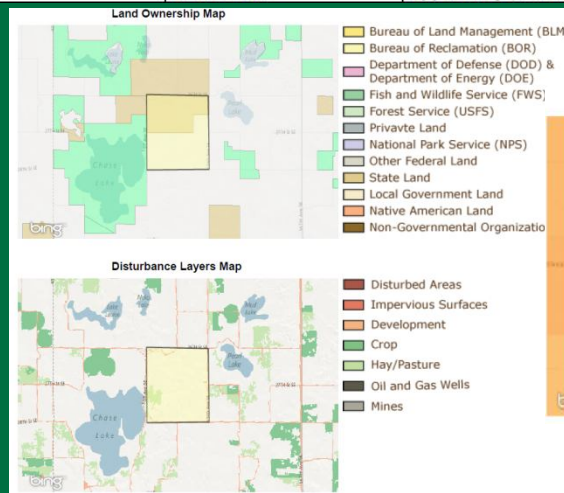 Land Ownership Map
Chase
Lake
bing
Bureau of Land Management (BLM
Bureau of Reclamation (BOR)
Department of Defense (DOD) &
Department of Energy (DOE)
Fish and Wildlife Service (FWS)
Forest Service (USFS)
Privavte Land
National Park Service (NPS)
Other Federal Land
State Land
Local Government Land
Native American Land
Non-Governmental Organizatio
Disturbance Layers Map
Chase
Lake
bing
Disturbed Areas
Impervious Surfaces
Development
Crop
Hay/Pasture
Oil and Gas Wells
Mines